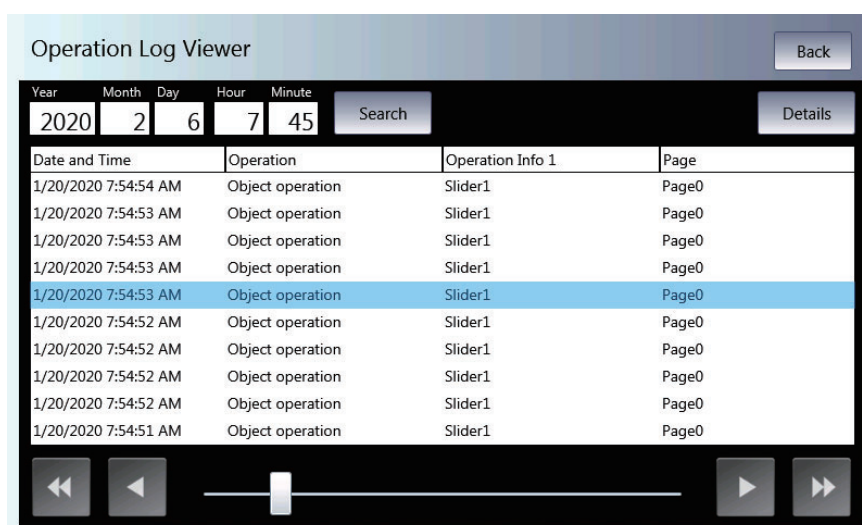 Operation Log Viewer
Back
Year Month Day Hour Minute
2020 2 6 7 45 Search Details
Date and Time Operation Operation Info 1 Page
1/20/2020 7:54:54 AM Object operation Slider1 Page0
1/20/2020 7:54:53 AM Object operation Slider1 Page0
1/20/2020 7:54:53 AM Object operation Slider1 Page0
1/20/2020 7:54:53 AM Object operation Slider1 Page0
1/20/2020 7:54:53 AM Object operation Slider1 Page0
1/20/2020 7:54:52 AM Object operation Slider1 Page0
1/20/2020 7:54:52 AM Object operation Slider1 Page0
1/20/2020 7:54:52 AM Object operation Slider1 Page0
1/20/2020 7:54:52 AM Object operation Slider1 Page0
1/20/2020 7:54:51 AM Object operation Slider1 Page0